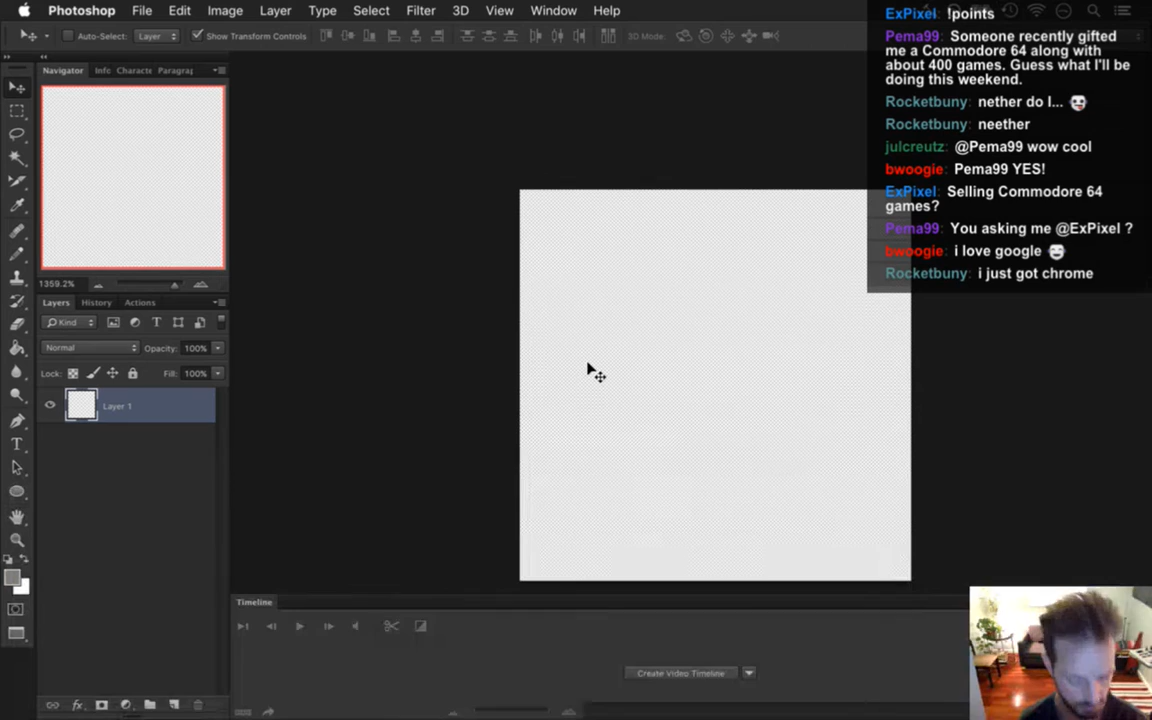 Photoshop File Edit Image Layer Type Select Filter 3D View Window Help
Auto-Select: Layer Show Transform Controls 3D Mode:
Navigator Info Characte Paragraj
1359.2%
Layers History Actions
Kind
Normal Opacity: 100%
Lock: Fill: 100%
Layer 1
fx
Timeline
Create Video Timeline
ExPixel: !points
Pema99: Someone recently gifted
me a Commodore 64 along with
about 400 games. Guess what I'll be
doing this weekend.
Rocketbuny: nether do I...
Rocketbuny: neether
julcreutz: @Pema99 wow cool
bwoogie: Pema99 YES!
ExPixel: Selling Commodore 64
games?
Pema99: You asking me @ExPixel ?
bwoogie: i love google
Rocketbuny: i just got chrome